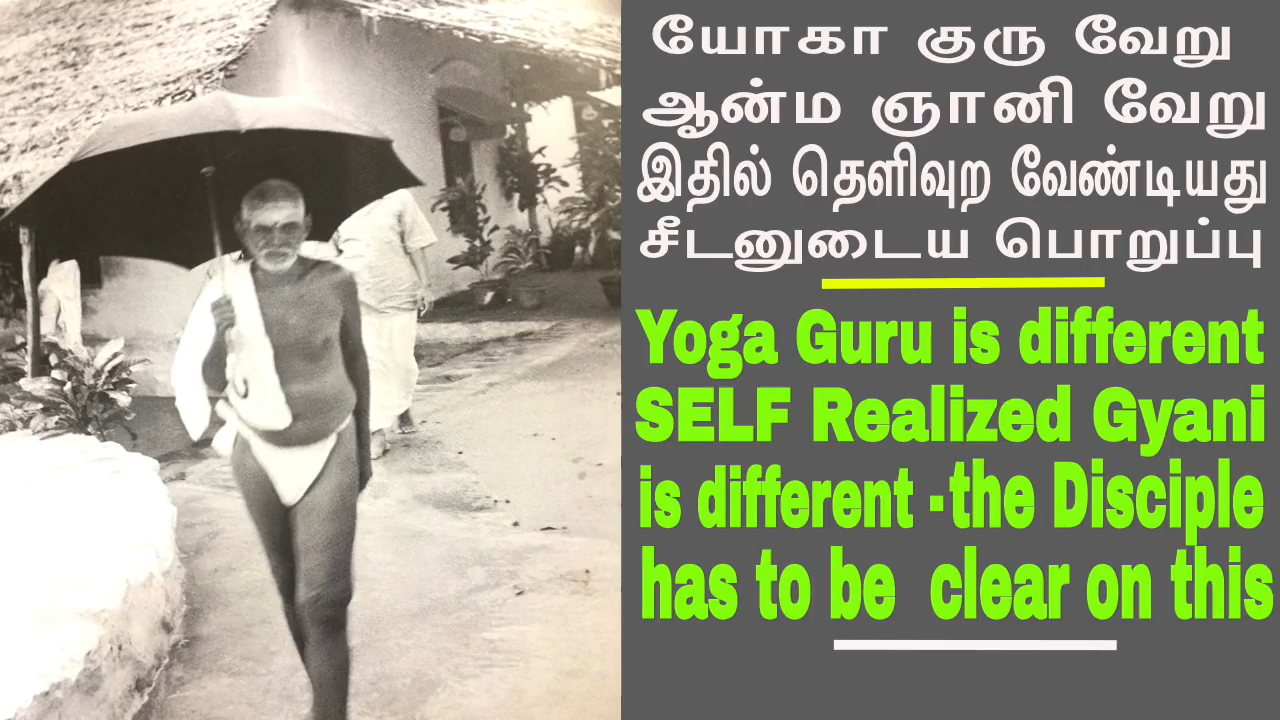 யோகா குரு வேறு
ஆன்ம ஞானி வேறு
இதில் தெளிவுற வேண்டியது
சீடனுடைய பொறுப்பு
Yoga Guru is different
SELF Realized Gyani
is different -the Disciple
has to be clear on this